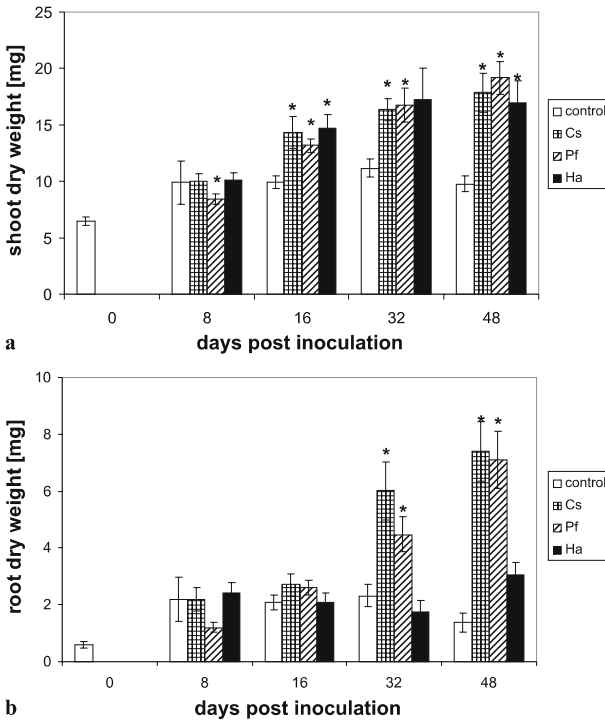 25
20
15
10
5
0
shoot dry weight [mg]
* * * * * * * * *
control
Cs
Pf
Ha
0 8 16 32 48
a days post inoculation
10
8
6
4
2
0
root dry weight [mg]
* * * *
control
Cs
Pf
Ha
0 8 16 32 48
b days post inoculation